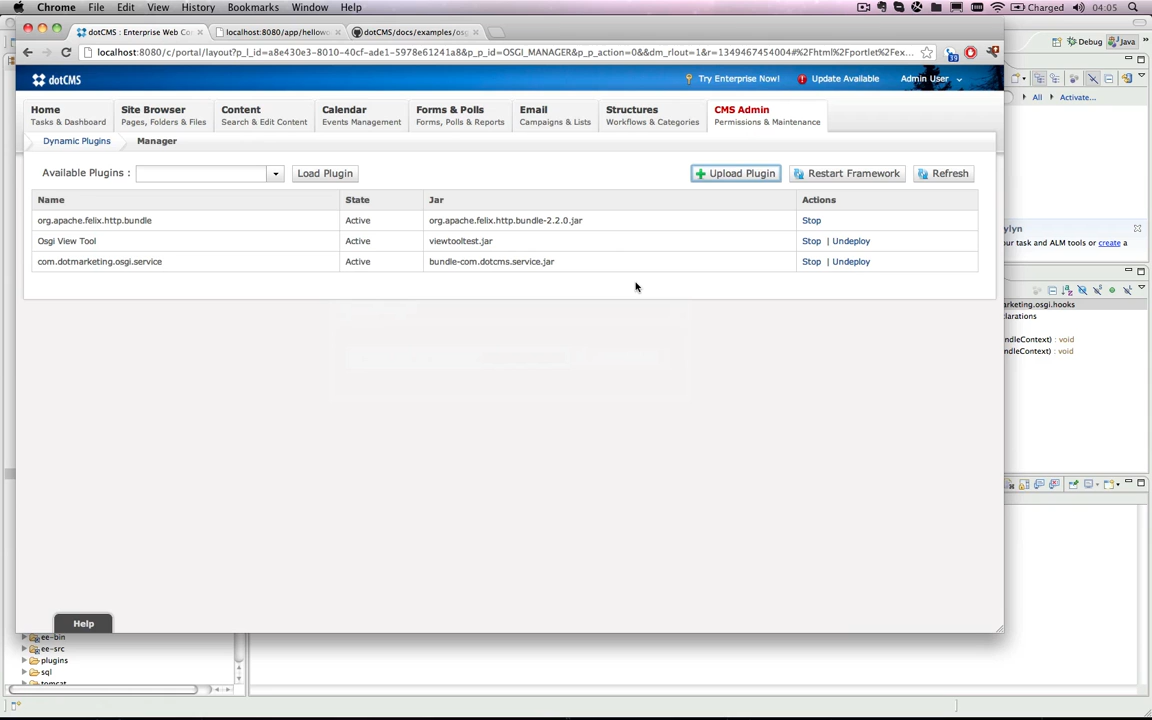 Chrome File Edit View History Bookmarks Window Help Charged 04:05
dotCMS : Enterprise Web Co localhost:8080/app/hellow dotCMS/docs/examples/osg
localhost:8080/c/portal/layout?p_l_id=a8e430e3-8010-40cf-ade1-5978e61241a8&p_p_id=OSGI_MANAGER&p_p_action=0&&dm_rlout=1&r=1349467454004#%2Fhtml%2Fportlet%2Fex... 39
Debug Java
dotCMS Try Enterprise Now! Update Available Admin User
All Activate...
Home Site Browser Content Calendar Forms & Polls Email Structures CMS Admin
Tasks & Dashboard Pages, Folders & Files Search & Edit Content Events Management Forms, Polls & Reports Campaigns & Lists Workflows & Categories Permissions & Maintenance
Dynamic Plugins Manager
Available Plugins : Load Plugin Upload Plugin Restart Framework Refresh
Name State Jar Actions
org.apache.felix.http.bundle Active org.apache.felix.http.bundle-2.2.0.jar Stop
Osgi View Tool Active viewtooltest.jar Stop | Undeploy
com.dotmarketing.osgi.service Active bundle-com.dotcms.service.jar Stop | Undeploy
ylyn
your task and ALM tools or create a
rketing.osgi.hooks
larations
ndleContext) : void
ndleContext) : void
Help
ee-bin
ee-src
plugins
sql
tomcat